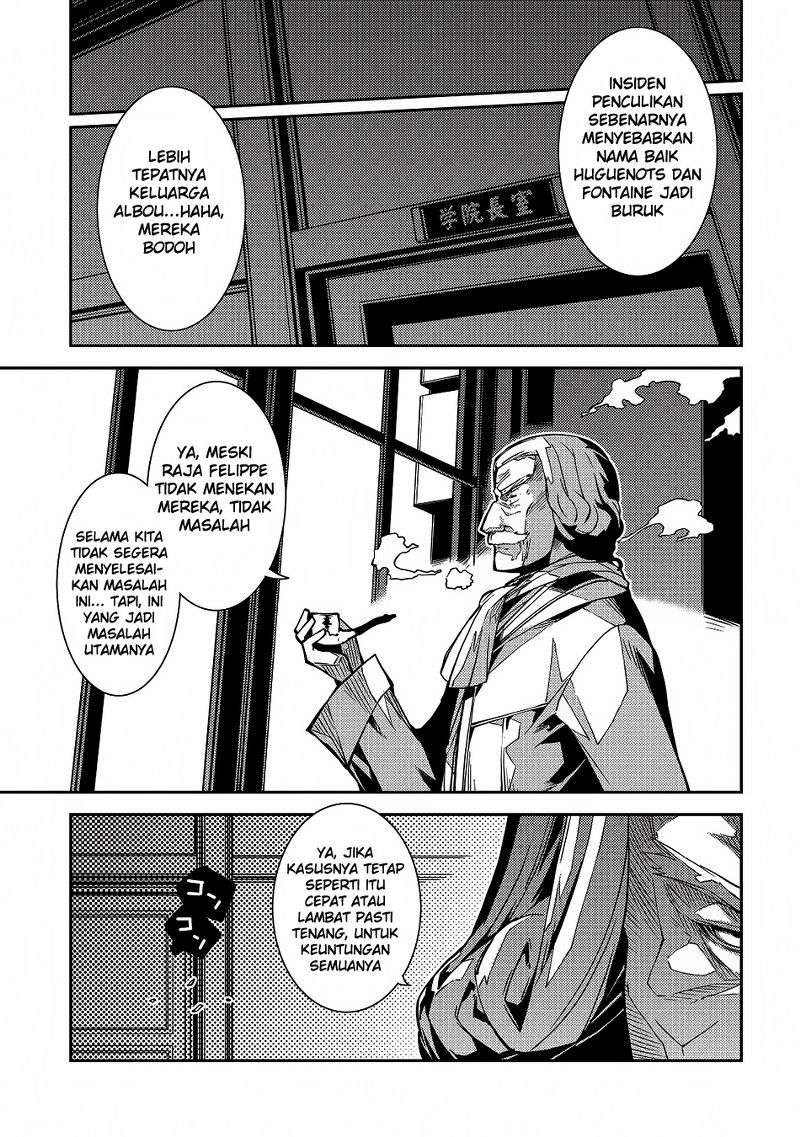 INSIDEN
PENCULIKAN
SEBENARNYA
MENYEBABKAN
NAMA BAIK
HUGUENOTS DAN
FONTAINE JADI
BURUK
LEBIH
TEPATNYA
KELUARGA
ALBOU...HAHA,
MEREKA
BODOH
学院長室
YA, MESKI
RAJA FELIPPE
TIDAK MENEKAN
MEREKA, TIDAK
MASALAH
SELAMA KITA
TIDAK SEGERA
MENYELESAI-
KAN MASALAH
INI... TAPI, INI
YANG JADI
MASALAH
UTAMANYA
YA, JIKA
KASUSNYA TETAP
SEPERTI ITU
CEPAT ATAU
LAMBAT PASTI
TENANG, UNTUK
KEUNTUNGAN
SEMUANYA
コン
コン